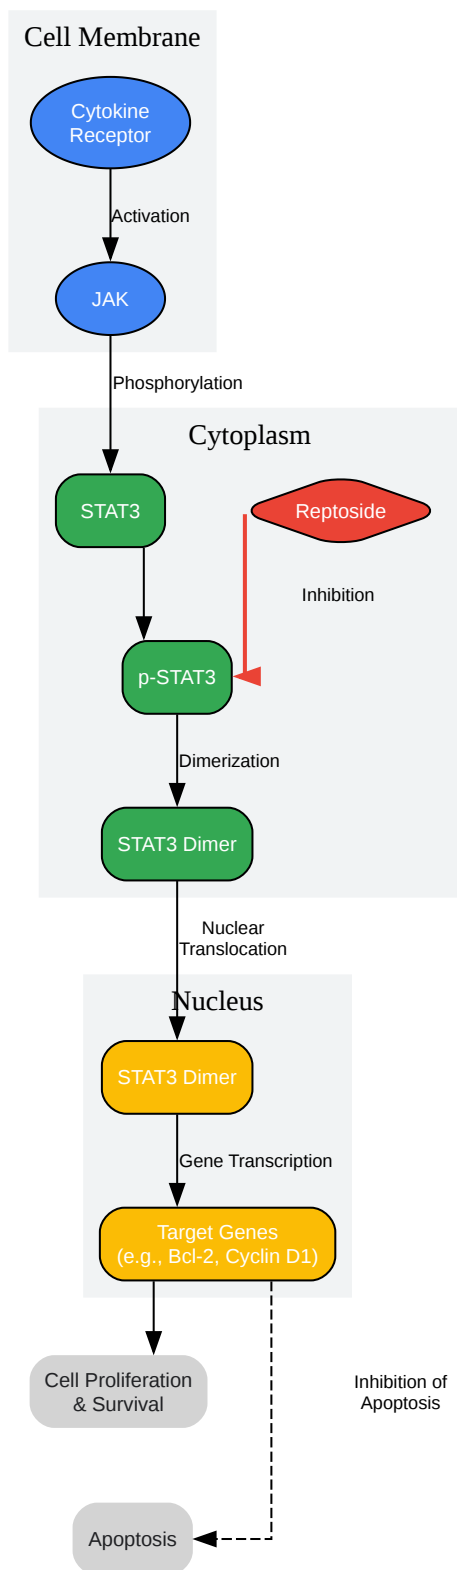 Cell Membrane
Cytokine
Receptor
Activation
JAK
Phosphorylation
Cytoplasm
STAT3
Reptoside
Inhibition
p-STAT3
Dimerization
STAT3 Dimer
Nuclear
Translocation
Nucleus
STAT3 Dimer
Gene Transcription
Target Genes
(e.g., Bcl-2, Cyclin D1)
Cell Proliferation
& Survival
Inhibition of
Apoptosis
Apoptosis